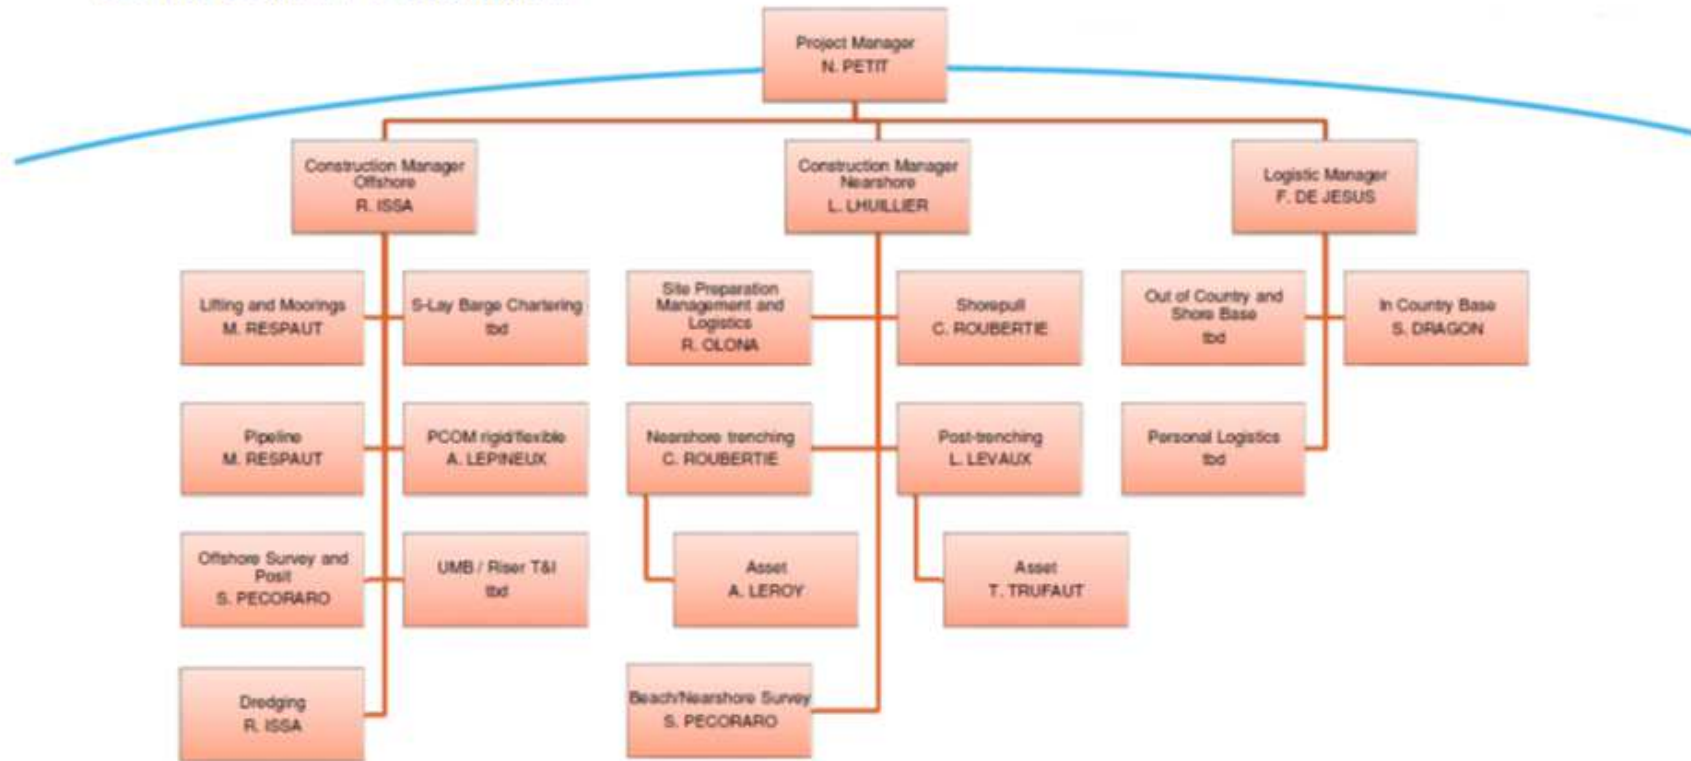 Project Manager
N. PETIT
Construction Manager
Offshore
R. ISSA
Construction Manager
Nearshore
L. LHUILLIER
Logistic Manager
F. DE JESUS
Lifting and Moorings
M. RESPAUT
S-Lay Barge Chartering
tbd
Site Preparation
Management and
Logistics
R. OLONA
Shorepull
C. ROUBERTIE
Out of Country and
Shore Base
tbd
In Country Base
S. DRAGON
Pipeline
M. RESPAUT
PCOM rigid/flexible
A. LEPINEUX
Nearshore trenching
C. ROUBERTIE
Post-trenching
L. LEVAUX
Personal Logistics
tbd
Offshore Survey and
Posit
S. PECORARO
UMB / Riser T&I
tbd
Asset
A. LEROY
Asset
T. TRUFAUT
Dredging
R. ISSA
Beach/Nearshore Survey
S. PECORARO